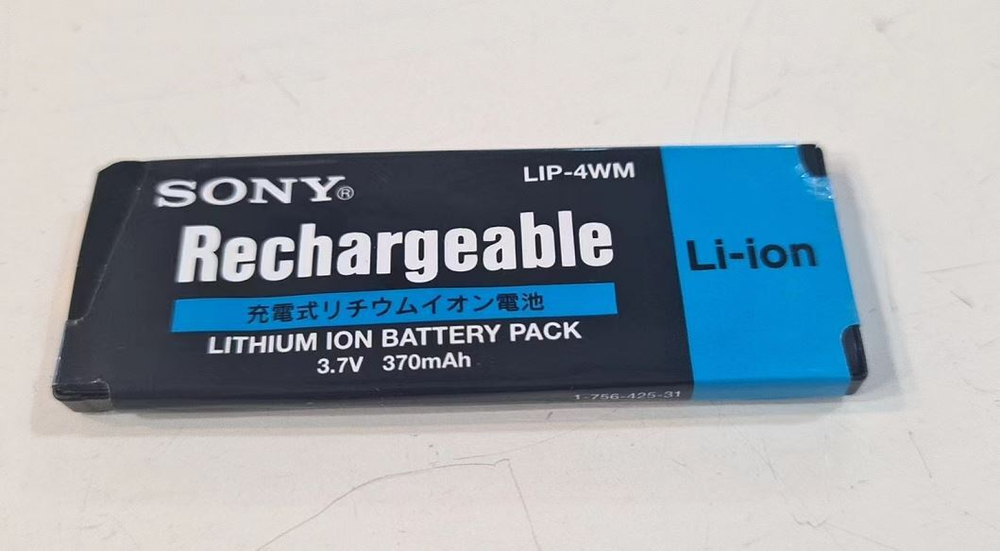 SONY®
LIP-4WM
Rechargeable
Li-ion
充電式リチウムイオン電池
LITHIUM ION BATTERY PACK
3.7V 370mAh
1-756-425-31